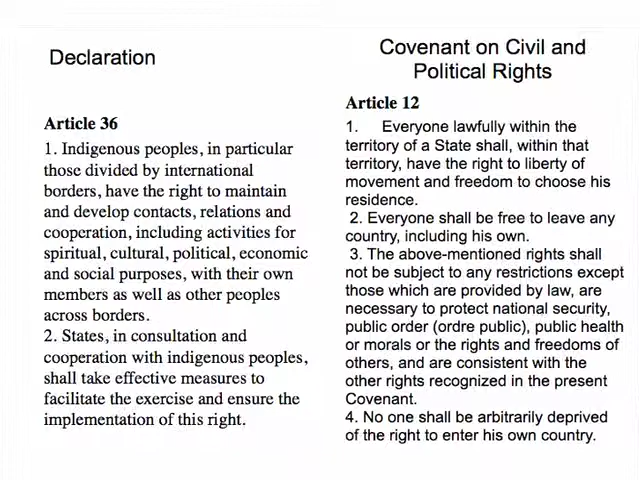 Declaration
Article 36
1. Indigenous peoples, in particular
those divided by international
borders, have the right to maintain
and develop contacts, relations and
cooperation, including activities for
spiritual, cultural, political, economic
and social purposes, with their own
members as well as other peoples
across borders.
2. States, in consultation and
cooperation with indigenous peoples,
shall take effective measures to
facilitate the exercise and ensure the
implementation of this right.
Covenant on Civil and
Political Rights
Article 12
1. Everyone lawfully within the
territory of a State shall, within that
territory, have the right to liberty of
movement and freedom to choose his
residence.
2. Everyone shall be free to leave any
country, including his own.
3. The above-mentioned rights shall
not be subject to any restrictions except
those which are provided by law, are
necessary to protect national security,
public order (ordre public), public health
or morals or the rights and freedoms of
others, and are consistent with the
other rights recognized in the present
Covenant.
4. No one shall be arbitrarily deprived
of the right to enter his own country.